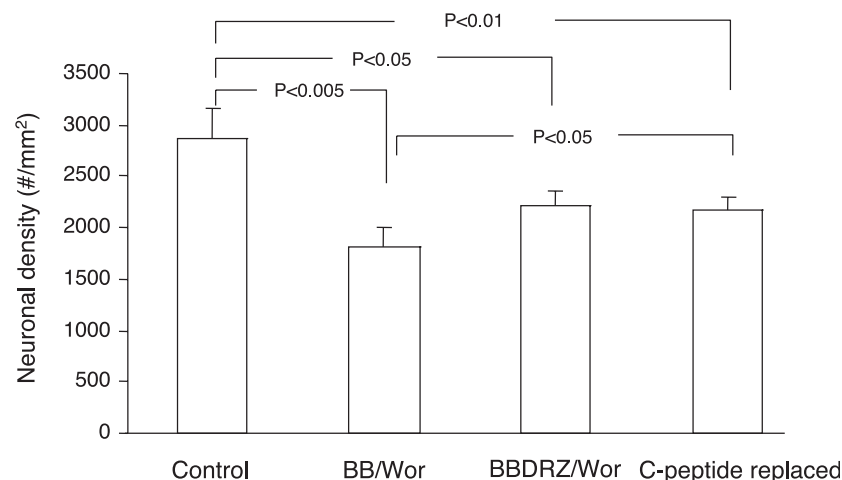 P<0.01
P<0.05
P<0.005
P<0.05
Neuronal density (#/mm²)
3500
3000
2500
2000
1500
1000
500
0
Control
BB/Wor
BBDRZ/Wor
C-peptide replaced